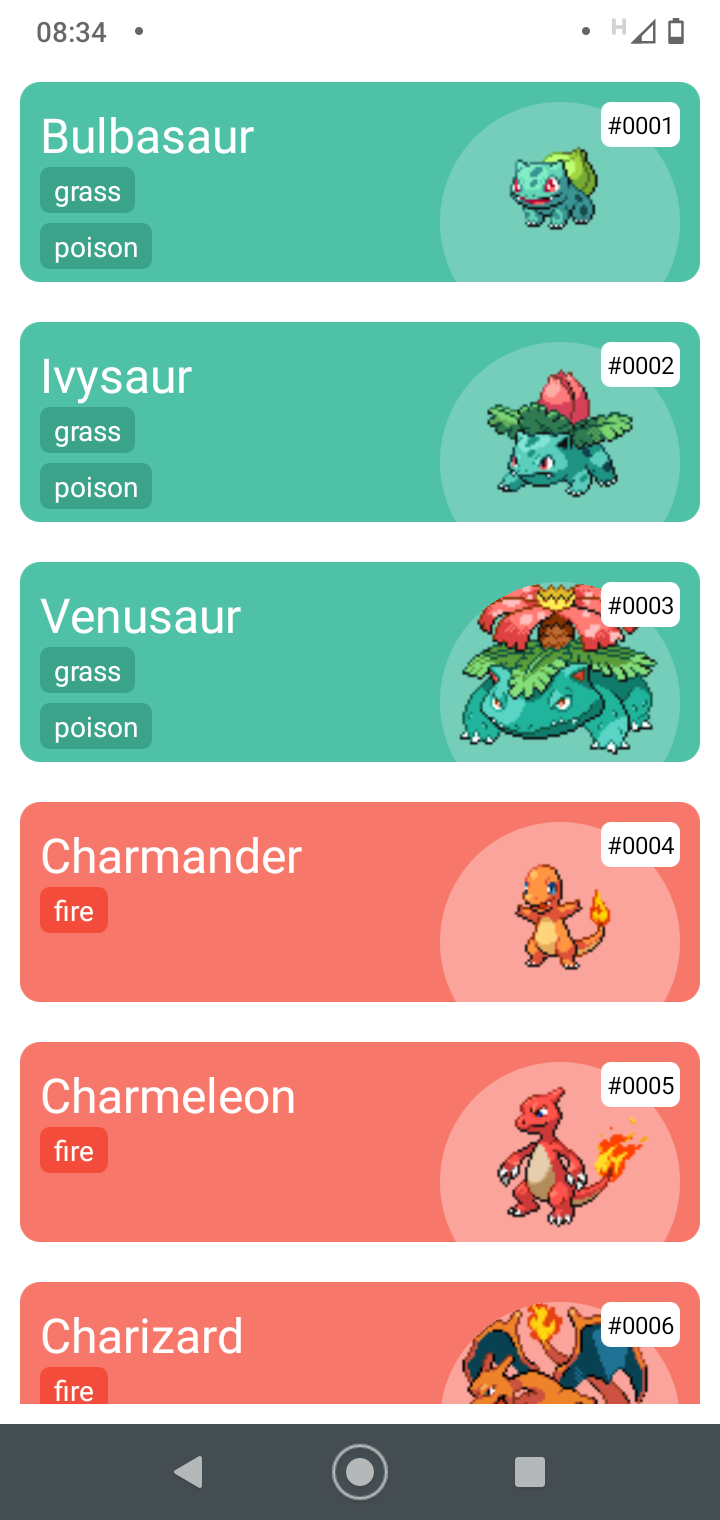 08:34
H
Bulbasaur
#0001
grass
poison
Ivysaur
#0002
grass
poison
Venusaur
#0003
grass
poison
Charmander
#0004
fire
Charmeleon
#0005
fire
Charizard
#0006
fire